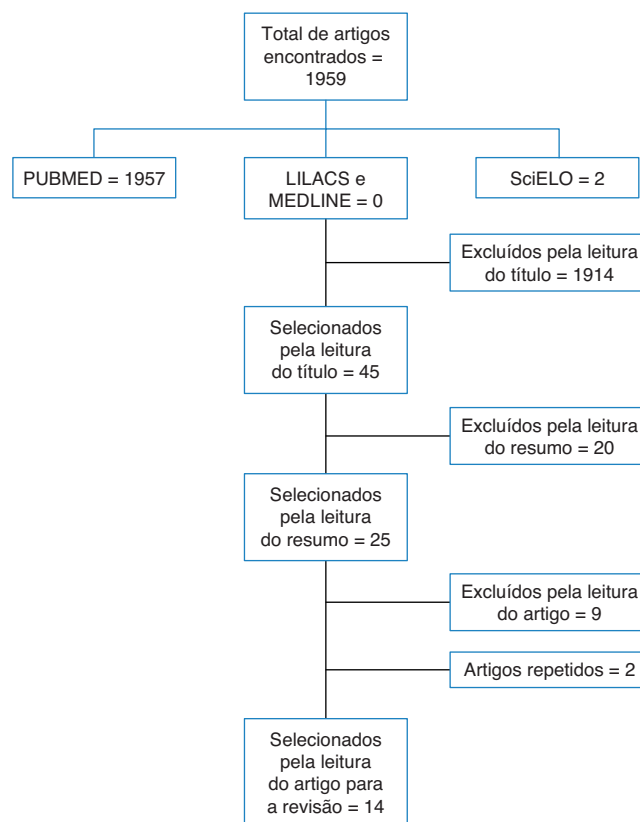 Total de artigos
encontrados =
1959
PUBMED = 1957
LILACS e
MEDLINE = 0
SciELO = 2
Excluídos pela leitura
do título = 1914
Selecionados
pela leitura
do título = 45
Excluídos pela leitura
do resumo = 20
Selecionados
pela leitura
do resumo = 25
Excluídos pela leitura
do artigo = 9
Artigos repetidos = 2
Selecionados
pela leitura
do artigo para
a revisão = 14